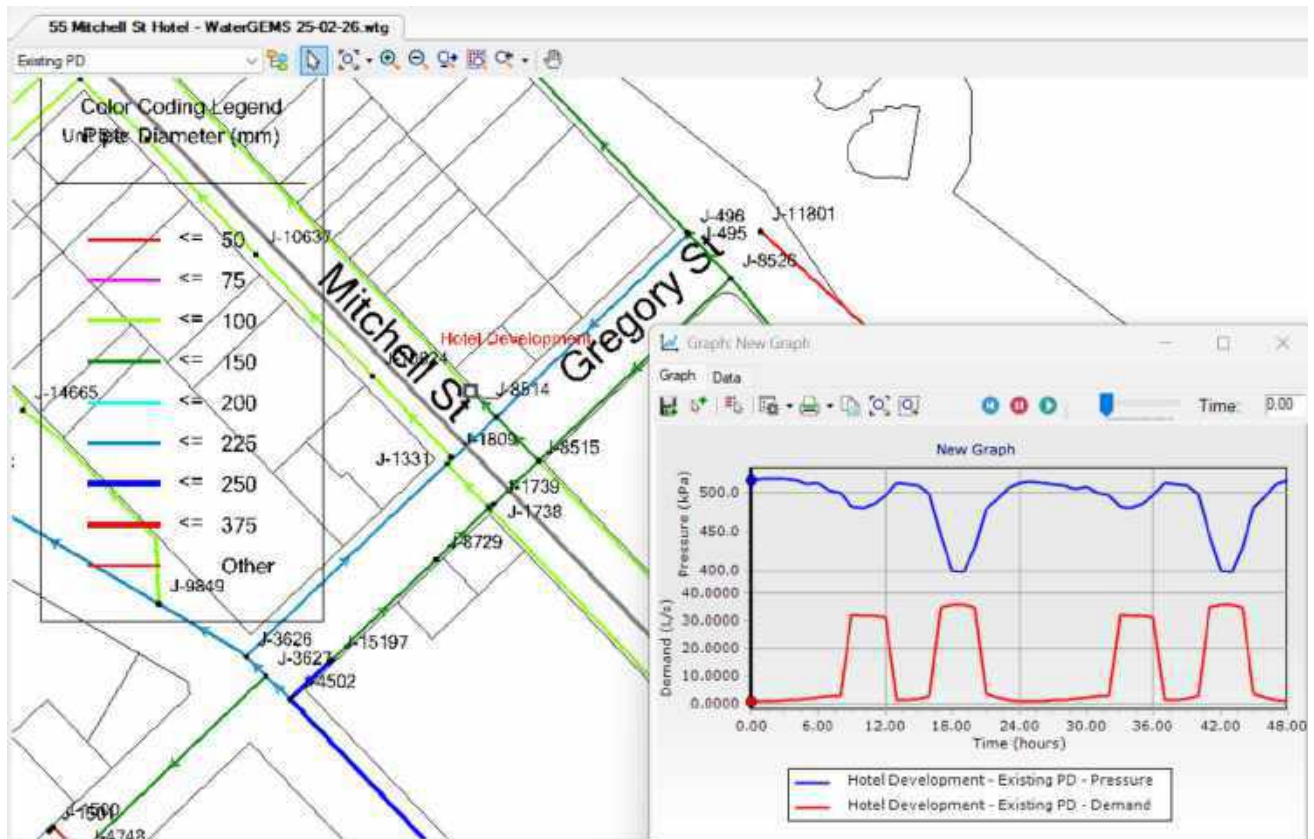 55 Mitchell St Hotel - WaterGEMS 25-02-26.wtg
Existing PD
Color Coding Legend
Pipe Diameter (mm)
<= 50
<= 75
<= 100
<= 150
<= 200
<= 225
<= 250
<= 375
Other
J-10637
J-14665
J-9849
Mitchell St
Gregory St
Hotel Development
J-496
J-495
J-11801
J-8526
J-8514
J-1809
J-8515
J-1331
J-1739
J-1738
J-8729
J-15197
J-3626
J-3627
J-4502
J-1500
J-1501
J-4748
Graph: New Graph
Graph Data
Time: 0.00
New Graph
Pressure (kPa)
500.0
450.0
400.0
Demand (L/s)
40.0000
30.0000
20.0000
10.0000
0.0000
0.00 6.00 12.00 18.00 24.00 30.00 36.00 42.00 48.00
Time (hours)
Hotel Development - Existing PD - Pressure
Hotel Development - Existing PD - Demand